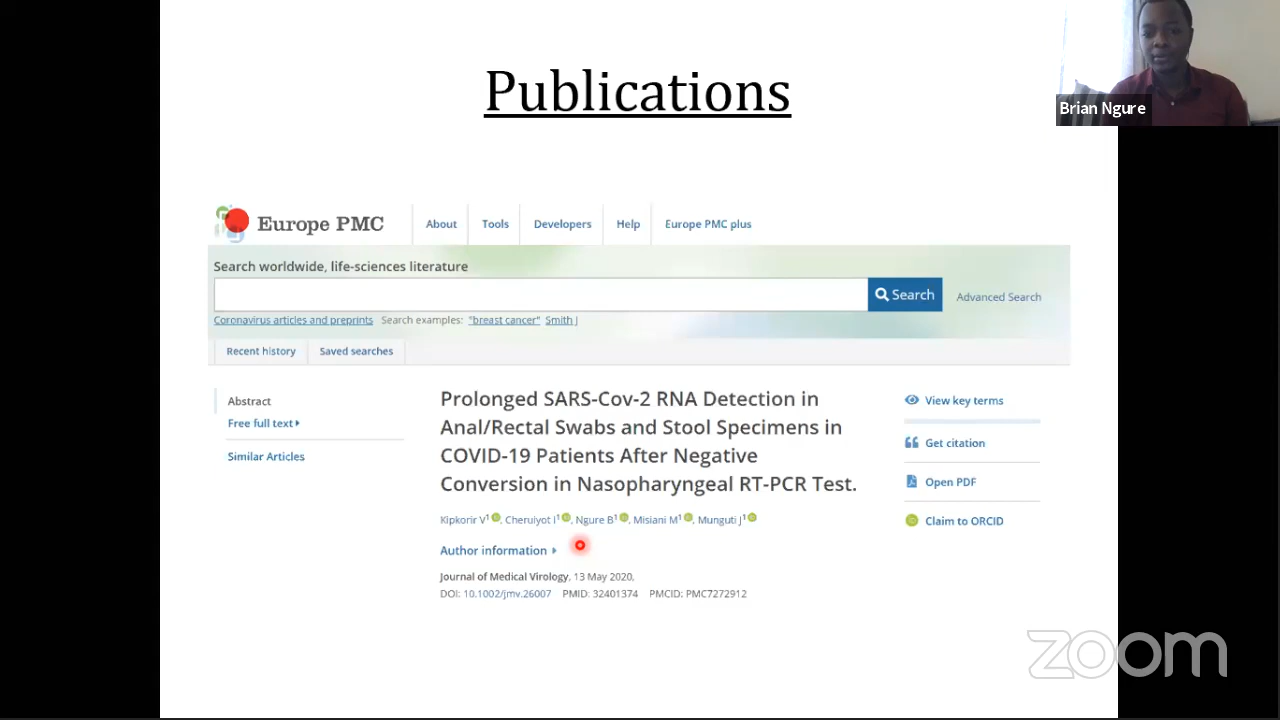 Publications
Brian Ngure
Europe PMC
About
Tools
Developers
Help
Europe PMC plus
Search worldwide, life-sciences literature
Search
Advanced Search
Coronavirus articles and preprints
Search examples: "breast cancer" Smith J
Recent history
Saved searches
Abstract
Free full text
Similar Articles
Prolonged SARS-Cov-2 RNA Detection in
Anal/Rectal Swabs and Stool Specimens in
COVID-19 Patients After Negative
Conversion in Nasopharyngeal RT-PCR Test.
Kipkorir V1, Cheruiyot I1, Ngure B1, Misiani M1, Munguti J1
Author information
Journal of Medical Virology, 13 May 2020,
DOI: 10.1002/jmv.26007 PMID: 32401374 PMCID: PMC7272912
View key terms
Get citation
Open PDF
Claim to ORCID
zoom